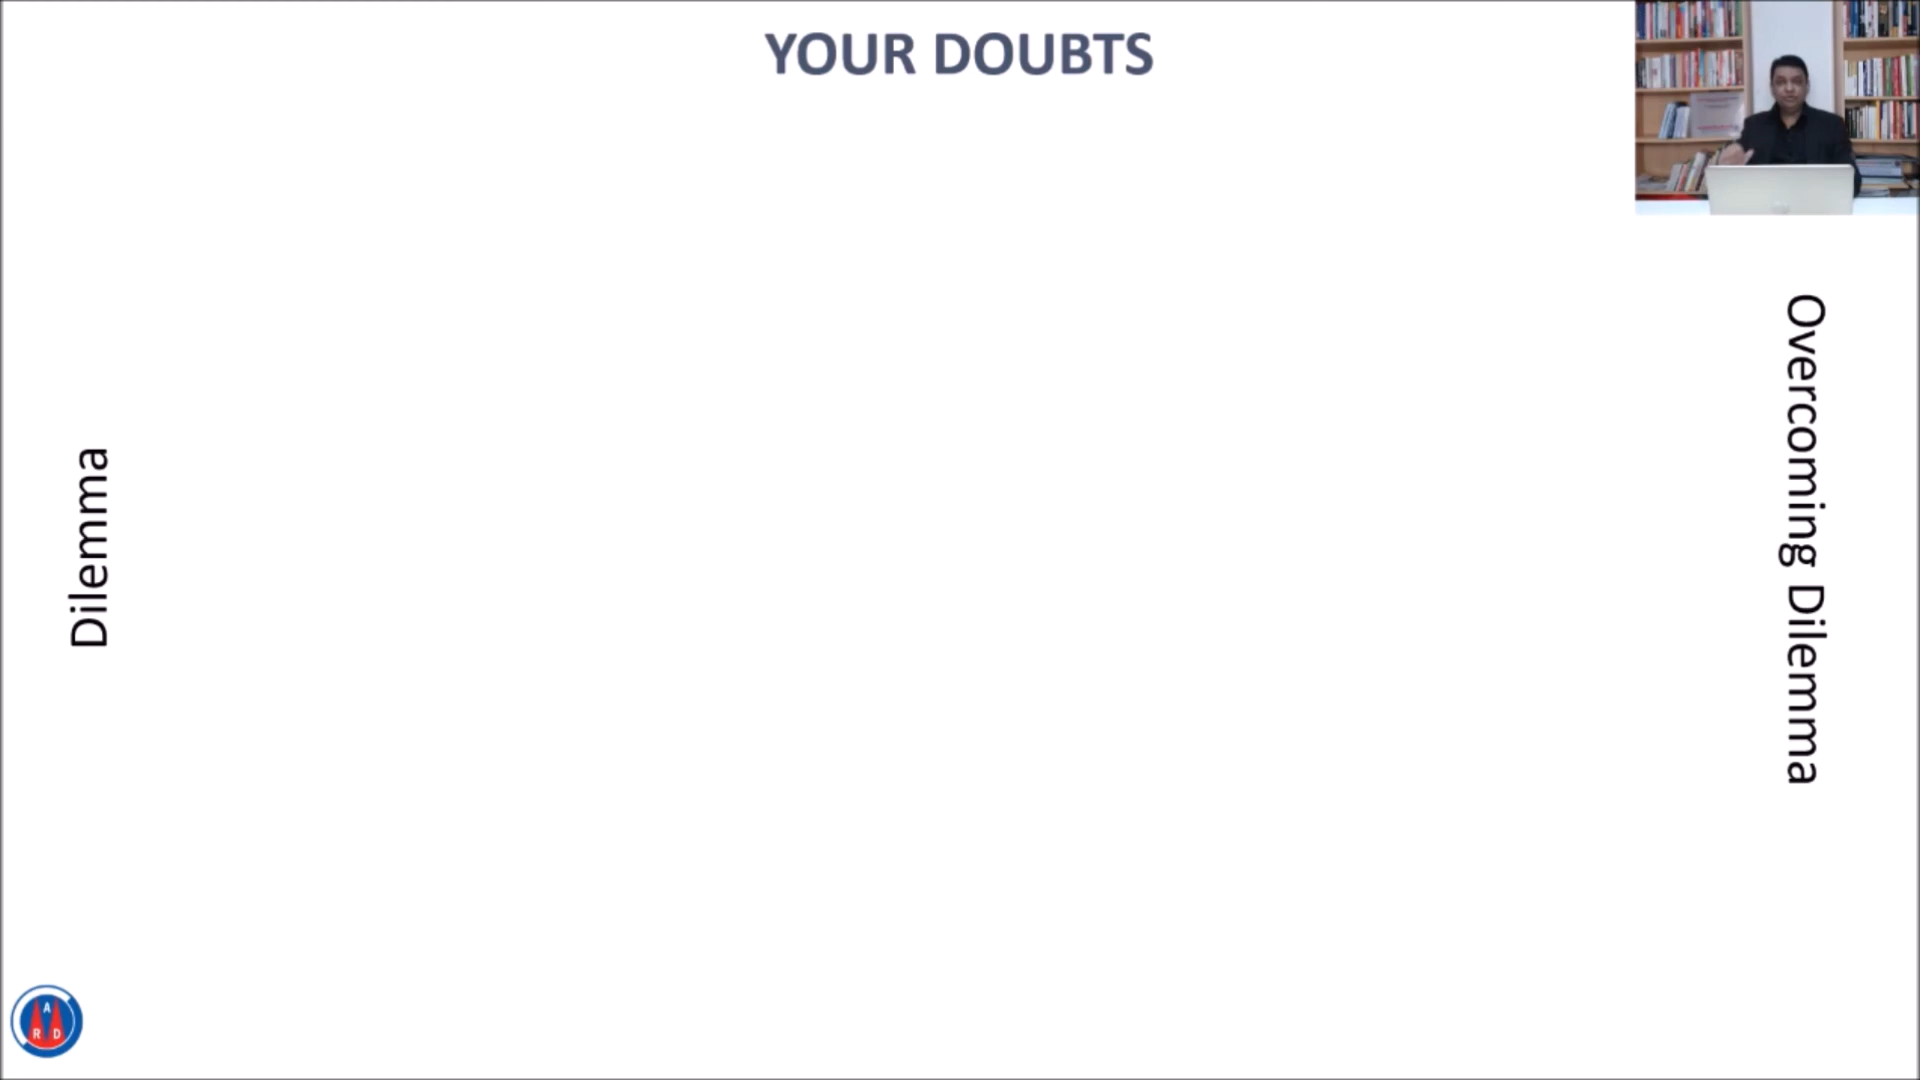 YOUR DOUBTS
Dilemma
Overcoming Dilemma
A
R D